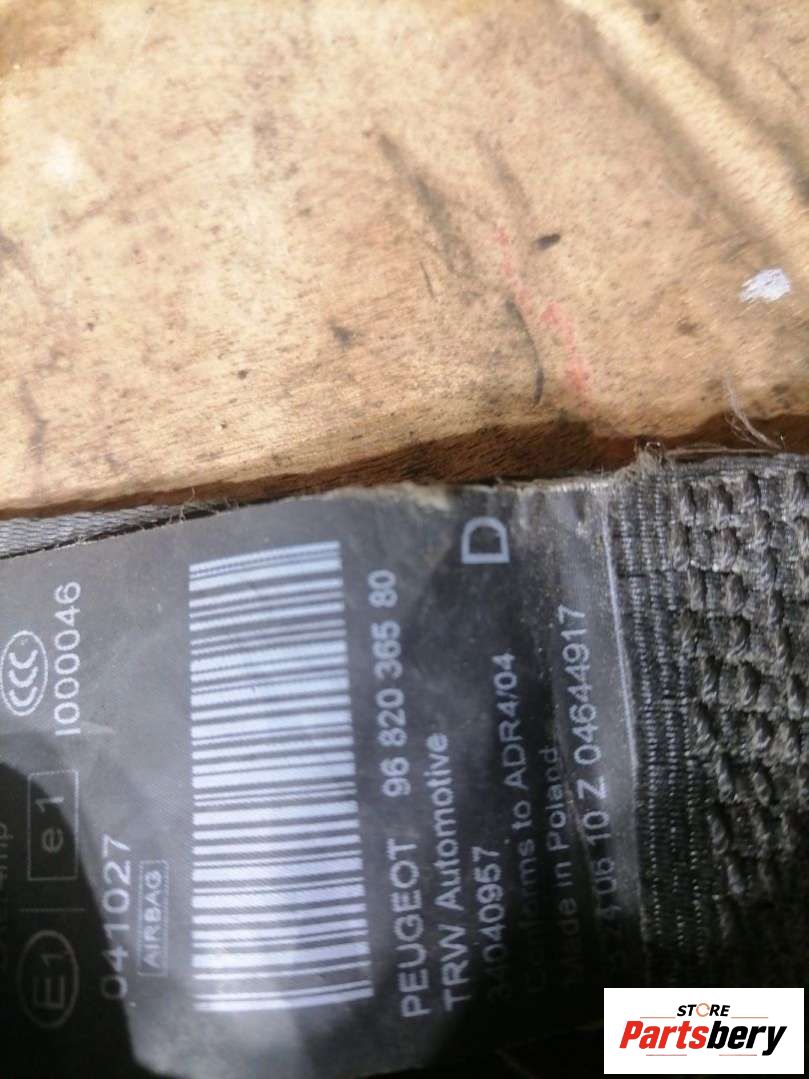 CCC
I000046
E1 e1
041027
AIRBAG
PEUGEOT 96 820 365 80
TRW Automotive
34040957
Conforms to ADR4/04
Made in Poland
D
06 10 Z 04644917
STORE
Partsbery